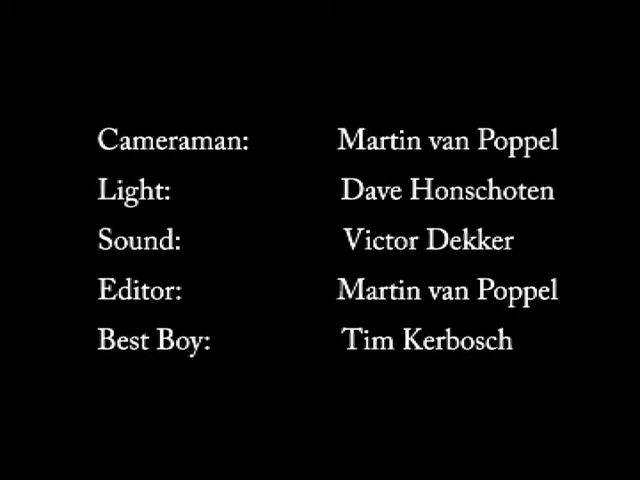 Cameraman: Martin van Poppel
Light: Dave Honschoten
Sound: Victor Dekker
Editor: Martin van Poppel
Best Boy: Tim Kerbosch